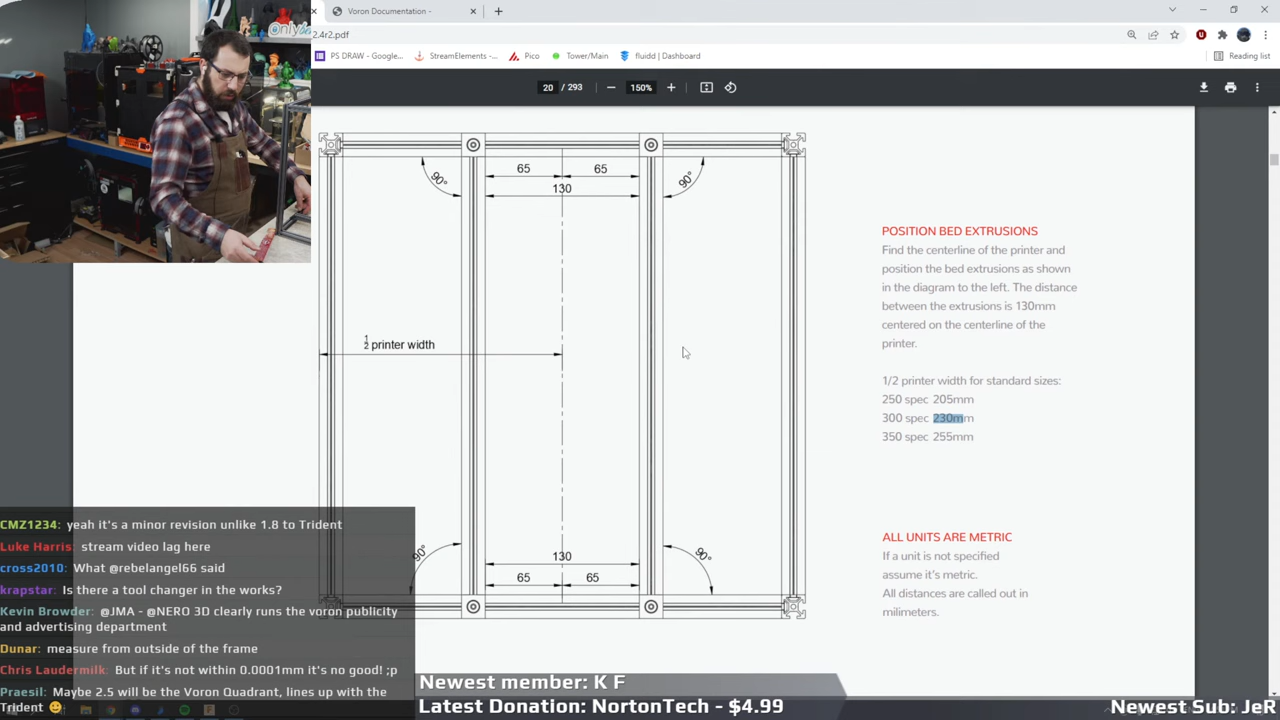 Voron Documentation -
2.4r2.pdf
PS DRAW - Google...
StreamElements -...
Pico
Tower/Main
fluidd | Dashboard
Reading list
20 / 293
150%
65 65
130
90°
90°
1/2 printer width
90°
90°
130
65 65
POSITION BED EXTRUSIONS
Find the centerline of the printer and
position the bed extrusions as shown
in the diagram to the left. The distance
between the extrusions is 130mm
centered on the centerline of the
printer.
1/2 printer width for standard sizes:
250 spec 205mm
300 spec 230mm
350 spec 255mm
ALL UNITS ARE METRIC
If a unit is not specified
assume it's metric.
All distances are called out in
milimeters.
CMZ1234: yeah it's a minor revision unlike 1.8 to Trident
Luke Harris: stream video lag here
cross2010: What @rebelangel66 said
krapstar: Is there a tool changer in the works?
Kevin Browder: @JMA - @NERO 3D clearly runs the voron publicity
and advertising department
Dunar: measure from outside of the frame
Chris Laudermilk: But if it's not within 0.0001mm it's no good! ;p
Praesil: Maybe 2.5 will be the Voron Quadrant, lines up with the
Trident
Newest member: K F
Latest Donation: NortonTech - $4.99
Newest Sub: JeR